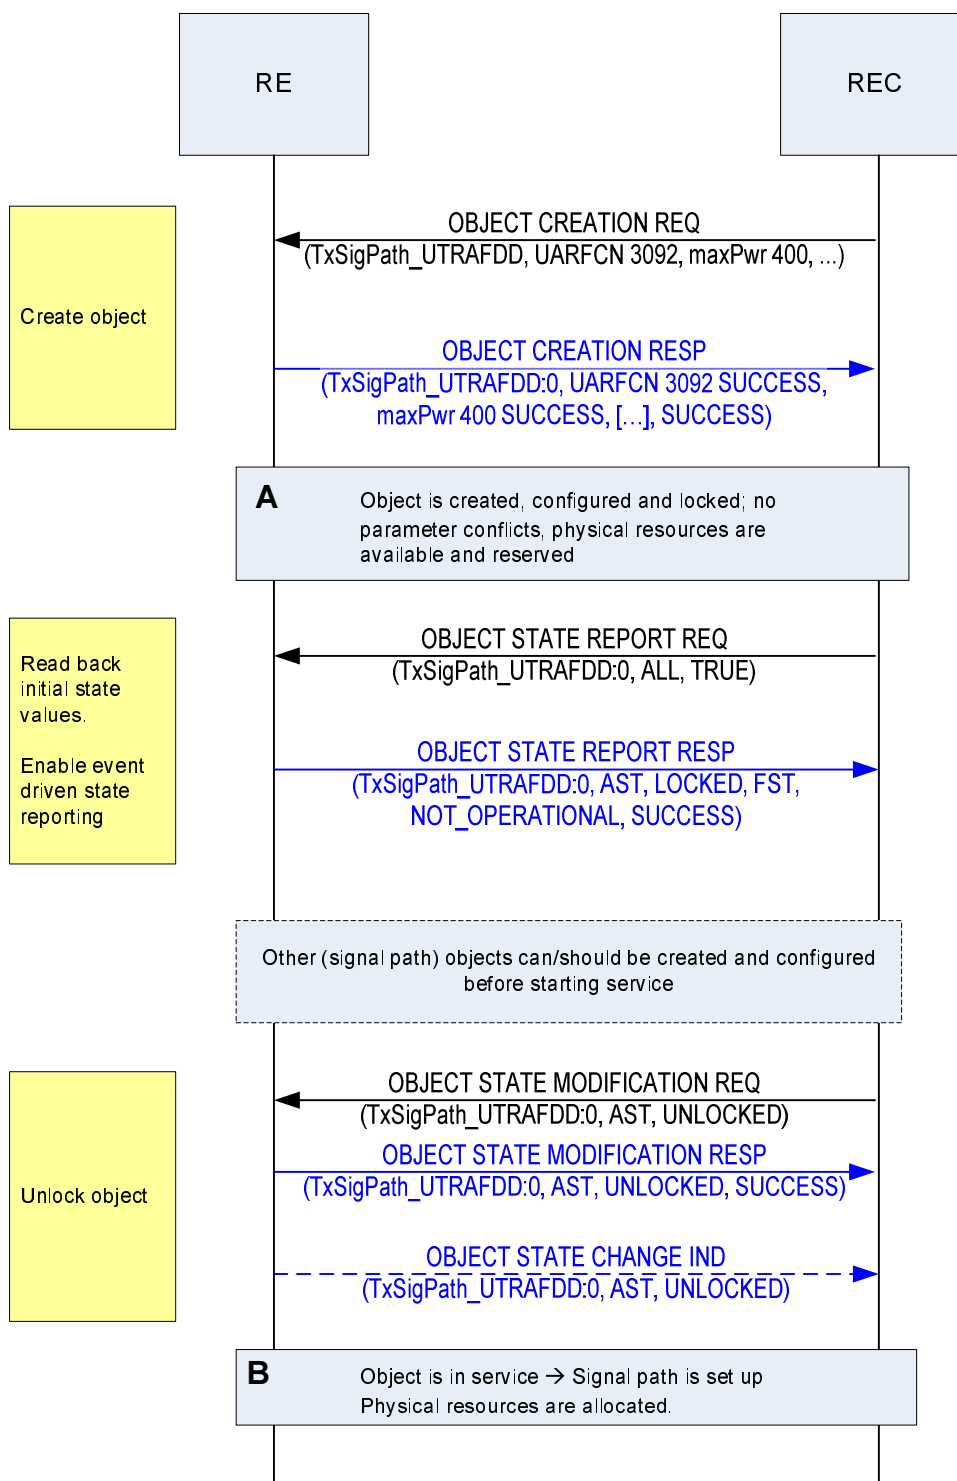 RE
REC
OBJECT CREATION REQ
(TxSigPath_UTRAFDD, UARFCN 3092, maxPwr 400, ...)
Create object
OBJECT CREATION RESP
(TxSigPath_UTRAFDD:0, UARFCN 3092 SUCCESS,
maxPwr 400 SUCCESS, [...], SUCCESS)
A
Object is created, configured and locked; no
parameter conflicts, physical resources are
available and reserved
OBJECT STATE REPORT REQ
(TxSigPath_UTRAFDD:0, ALL, TRUE)
Read back
initial state
values.
Enable event
driven state
reporting
OBJECT STATE REPORT RESP
(TxSigPath_UTRAFDD:0, AST, LOCKED, FST,
NOT_OPERATIONAL, SUCCESS)
Other (signal path) objects can/should be created and configured
before starting service
OBJECT STATE MODIFICATION REQ
(TxSigPath_UTRAFDD:0, AST, UNLOCKED)
OBJECT STATE MODIFICATION RESP
(TxSigPath_UTRAFDD:0, AST, UNLOCKED, SUCCESS)
Unlock object
OBJECT STATE CHANGE IND
(TxSigPath_UTRAFDD:0, AST, UNLOCKED)
B
Object is in service → Signal path is set up
Physical resources are allocated.